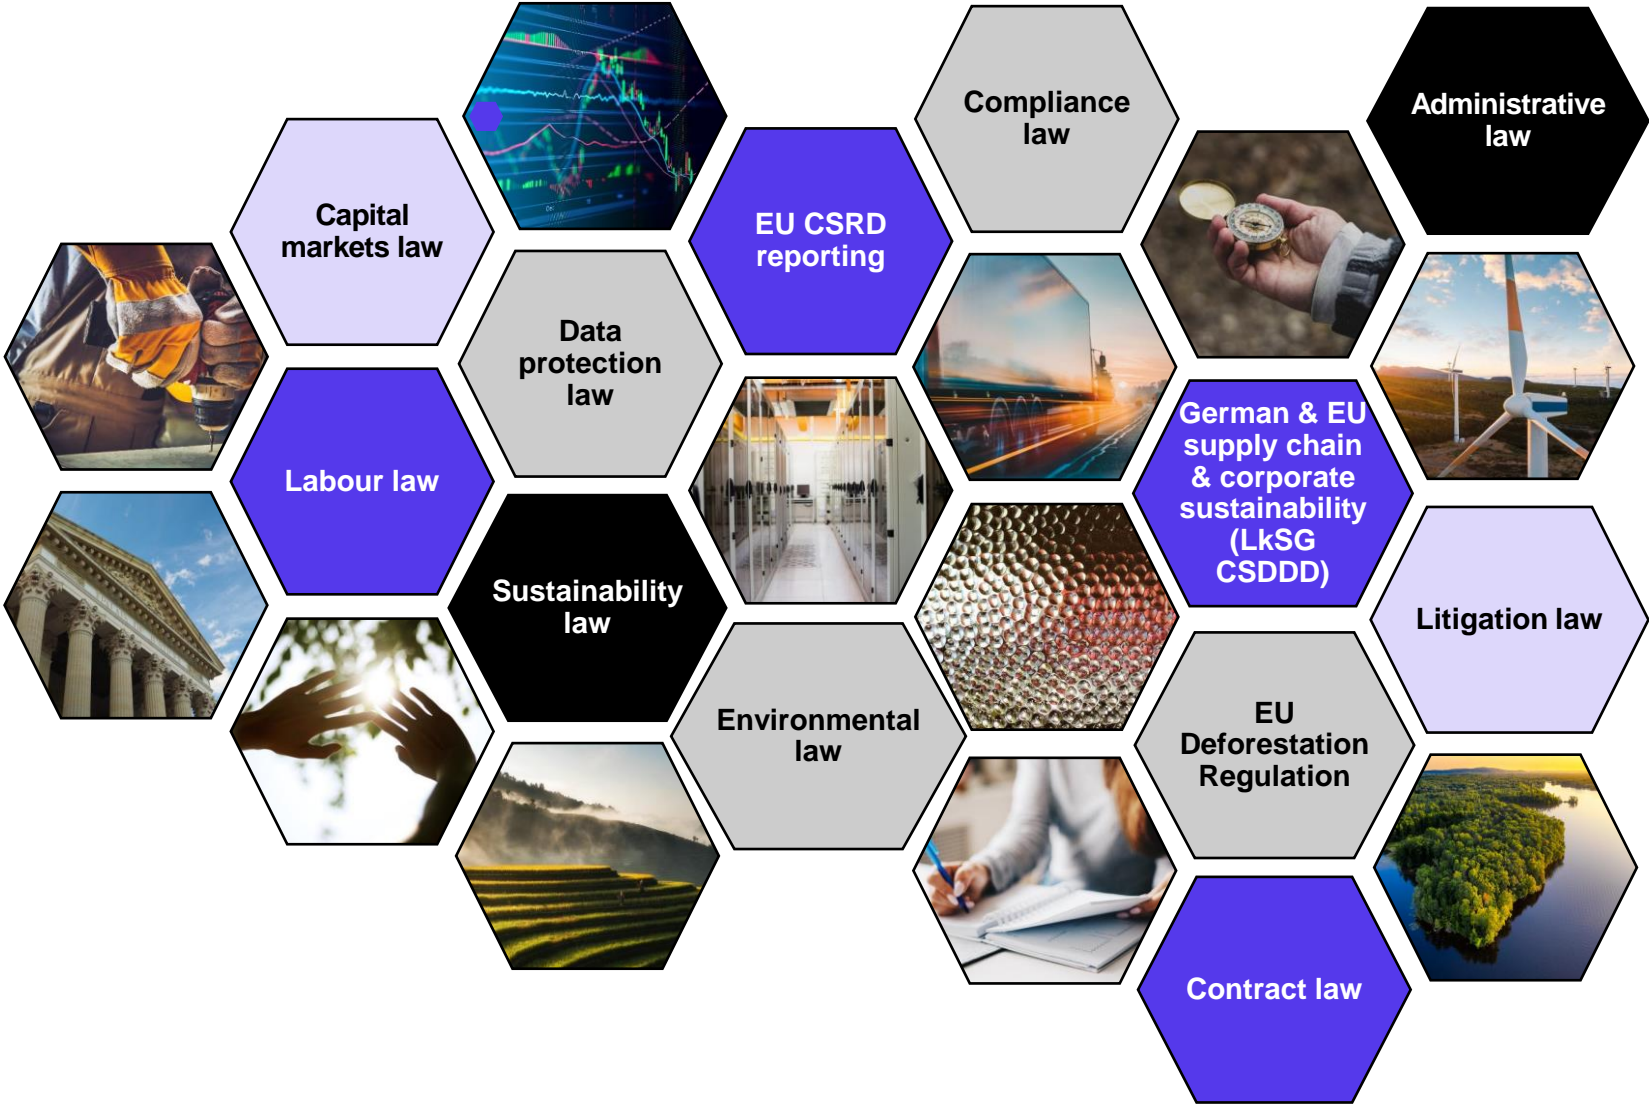 Compliance
law
Administrative
law
Capital
markets law
EU CSRD
reporting
Data
protection
law
German & EU
supply chain
& corporate
sustainability
(LkSG
CSDDD)
Labour law
Sustainability
law
Litigation law
Environmental
law
EU
Deforestation
Regulation
Contract law